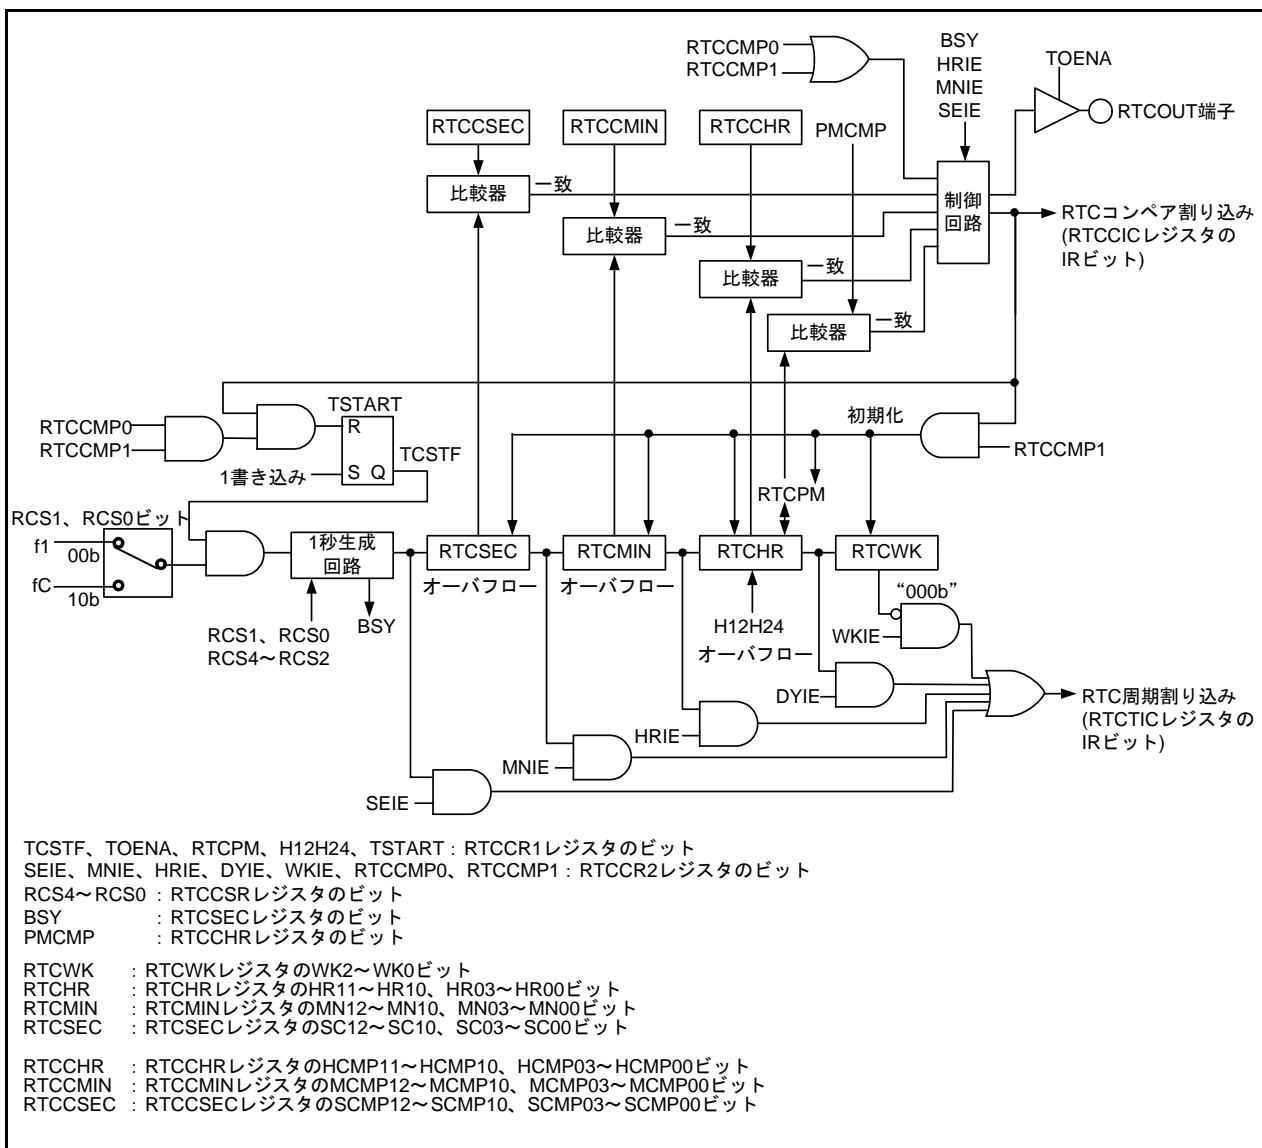 RTCCMP0
RTCCMP1
BSY
HRIE
MNIE
SEIE
TOENA
RTCOUT端子
RTCCSEC
RTCCMIN
RTCCHR
PMCMP
比較器
一致
比較器
一致
比較器
一致
比較器
一致
制御
回路
RTCコンペア割り込み
(RTCCICレジスタの
IRビット)
RTCCMP0
RTCCMP1
TSTART
R
S Q
TCSTF
1書き込み
初期化
RTCCMP1
RTCPM
RCS1、RCS0ビット
f1
00b
fC
10b
1秒生成
回路
RTCSEC
RTCMIN
RTCHR
RTCWK
オーバフロー
オーバフロー
BSY
RCS1、RCS0
RCS4～RCS2
H12H24
オーバフロー
“000b”
WKIE
DYIE
HRIE
MNIE
SEIE
RTC周期割り込み
(RTCTICレジスタの
IRビット)
TCSTF、TOENA、RTCPM、H12H24、TSTART : RTCCR1レジスタのビット
SEIE、MNIE、HRIE、DYIE、WKIE、RTCCMP0、RTCCMP1 : RTCCR2レジスタのビット
RCS4～RCS0 : RTCCSRレジスタのビット
BSY : RTCSECレジスタのビット
PMCMP : RTCCHRレジスタのビット
RTCWK : RTCWKレジスタのWK2～WK0ビット
RTCHR : RTCHRレジスタのHR11～HR10、HR03～HR00ビット
RTCMIN : RTCMINレジスタのMN12～MN10、MN03～MN00ビット
RTCSEC : RTCSECレジスタのSC12～SC10、SC03～SC00ビット
RTCCHR : RTCCHRレジスタのHCMP11～HCMP10、HCMP03～HCMP00ビット
RTCCMIN : RTCCMINレジスタのMCMP12～MCMP10、MCMP03～MCMP00ビット
RTCCSEC : RTCCSECレジスタのSCMP12～SCMP10、SCMP03～SCMP00ビット